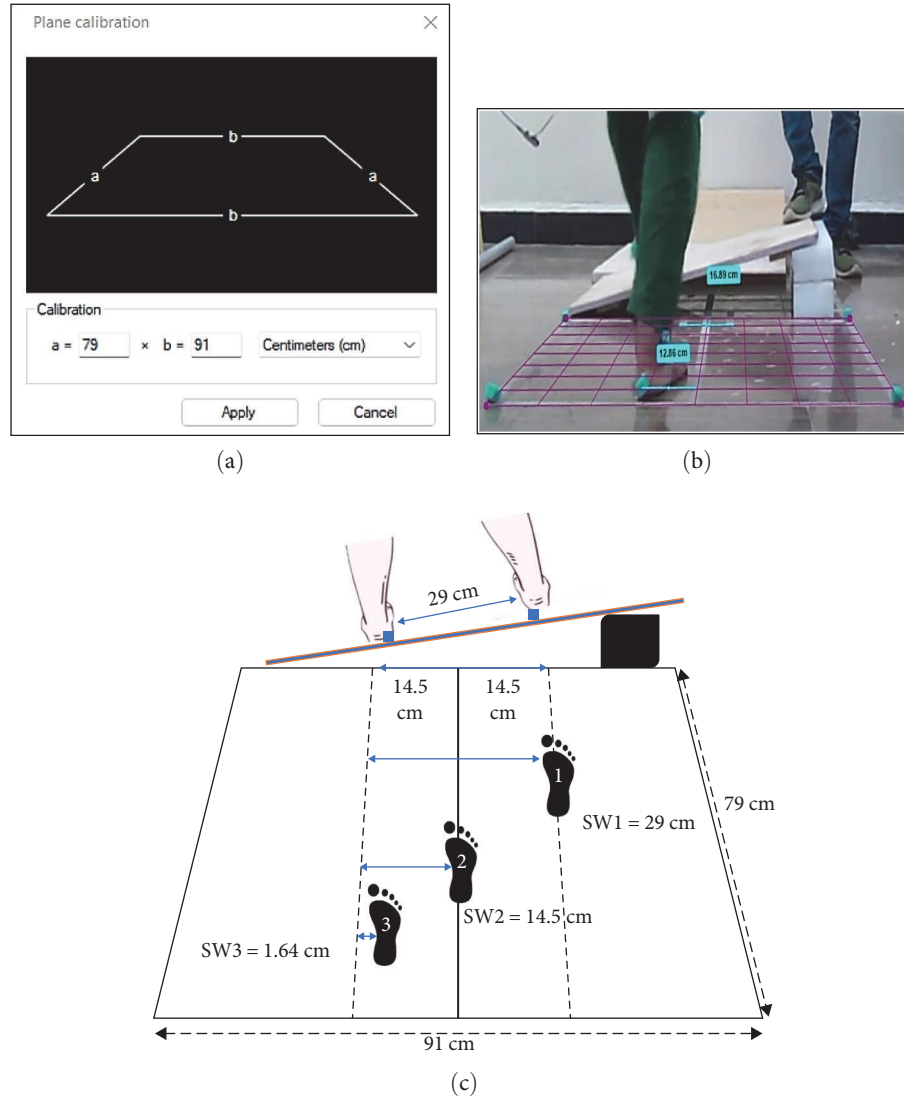 Plane calibration
b
a
a
b
Calibration
a = 79 × b = 91 Centimeters (cm)
Apply Cancel
(a)
16.89 cm
12.86 cm
(b)
29 cm
14.5
cm
14.5
cm
1
79 cm
SW1 = 29 cm
2
SW2 = 14.5 cm
3
SW3 = 1.64 cm
91 cm
(c)